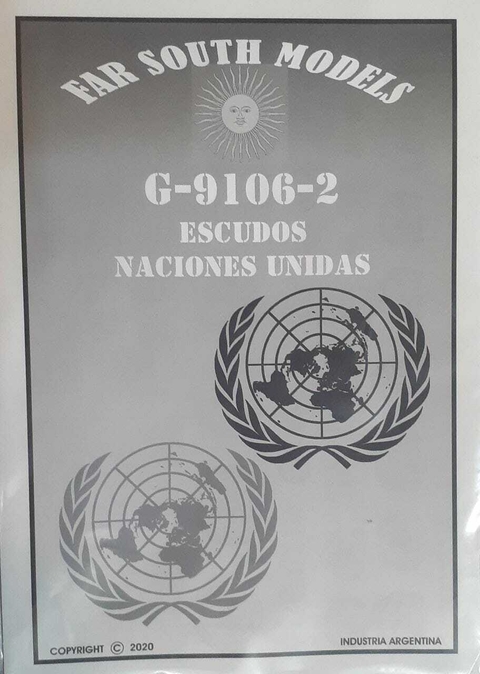 FAR SOUTH MODELS
G-9106-2
ESCUDOS
NACIONES UNIDAS
COPYRIGHT © 2020
INDUSTRIA ARGENTINA